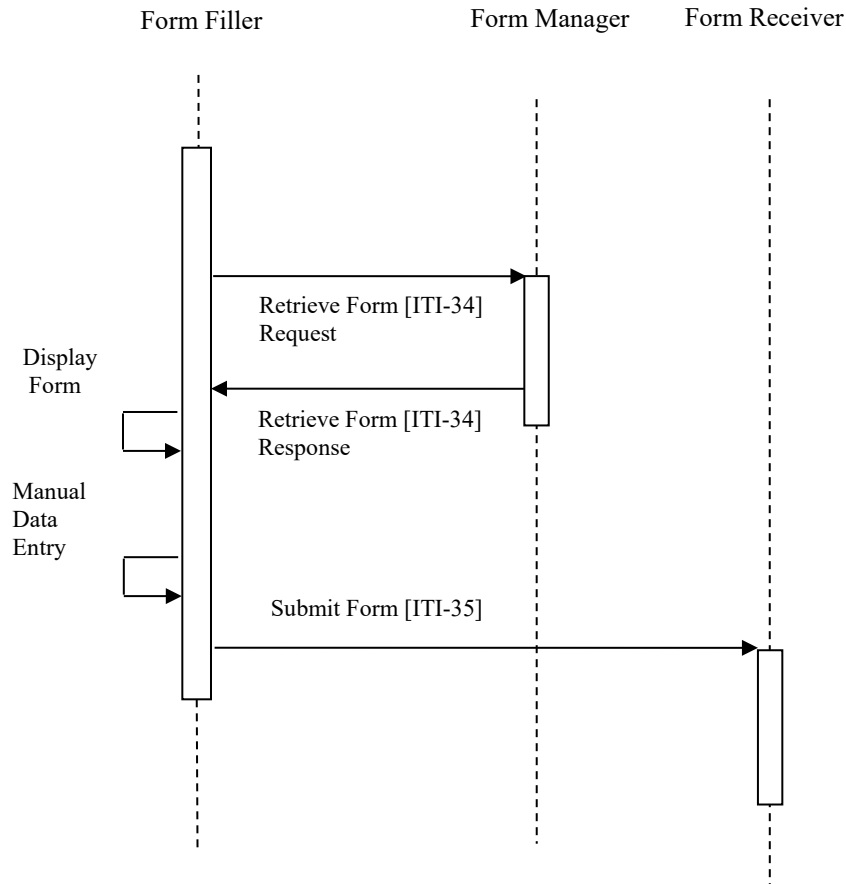 Form Filler
Form Manager
Form Receiver
Retrieve Form [ITI-34]
Request
Display
Form
Retrieve Form [ITI-34]
Response
Manual
Data
Entry
Submit Form [ITI-35]